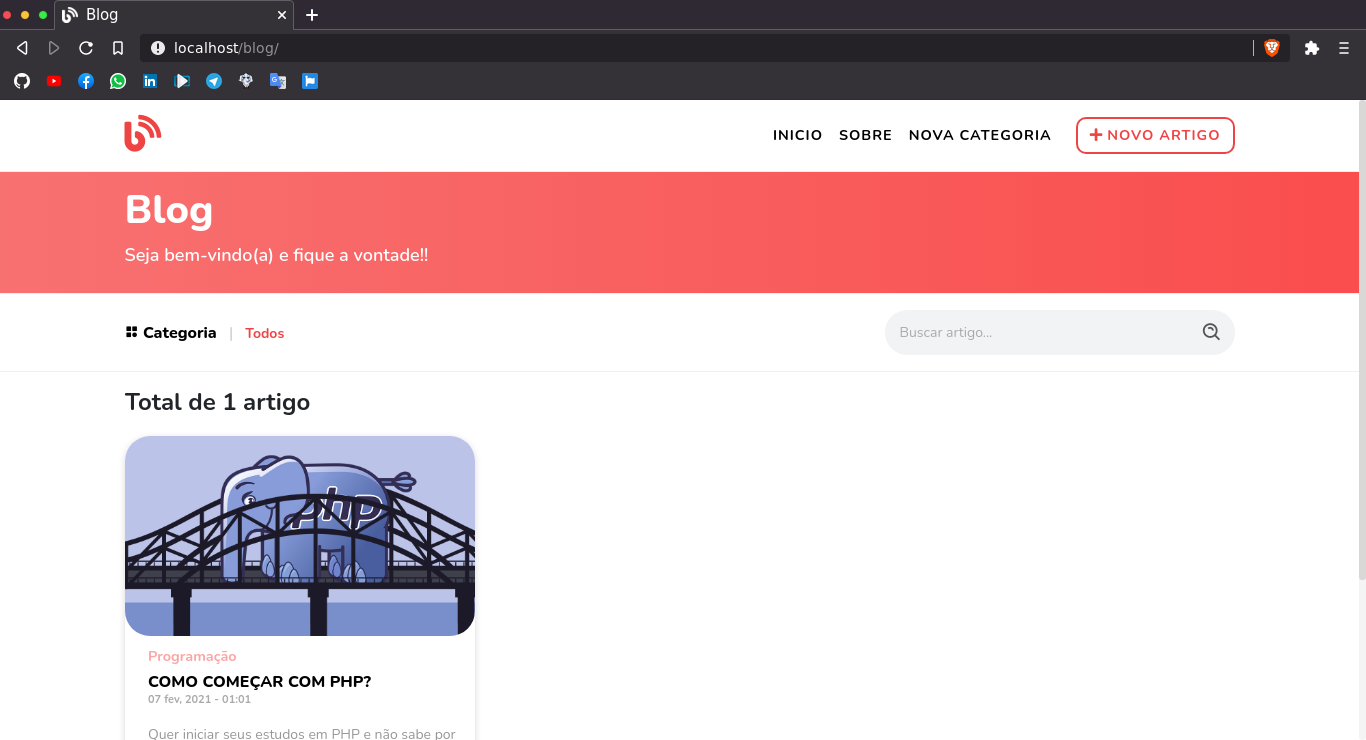 Blog
localhost/blog/
INICIO SOBRE NOVA CATEGORIA + NOVO ARTIGO
Blog
Seja bem-vindo(a) e fique a vontade!!
Categoria | Todos
Buscar artigo...
Total de 1 artigo
php
Programação
COMO COMEÇAR COM PHP?
07 fev, 2021 - 01:01
Quer iniciar seus estudos em PHP e não sabe por